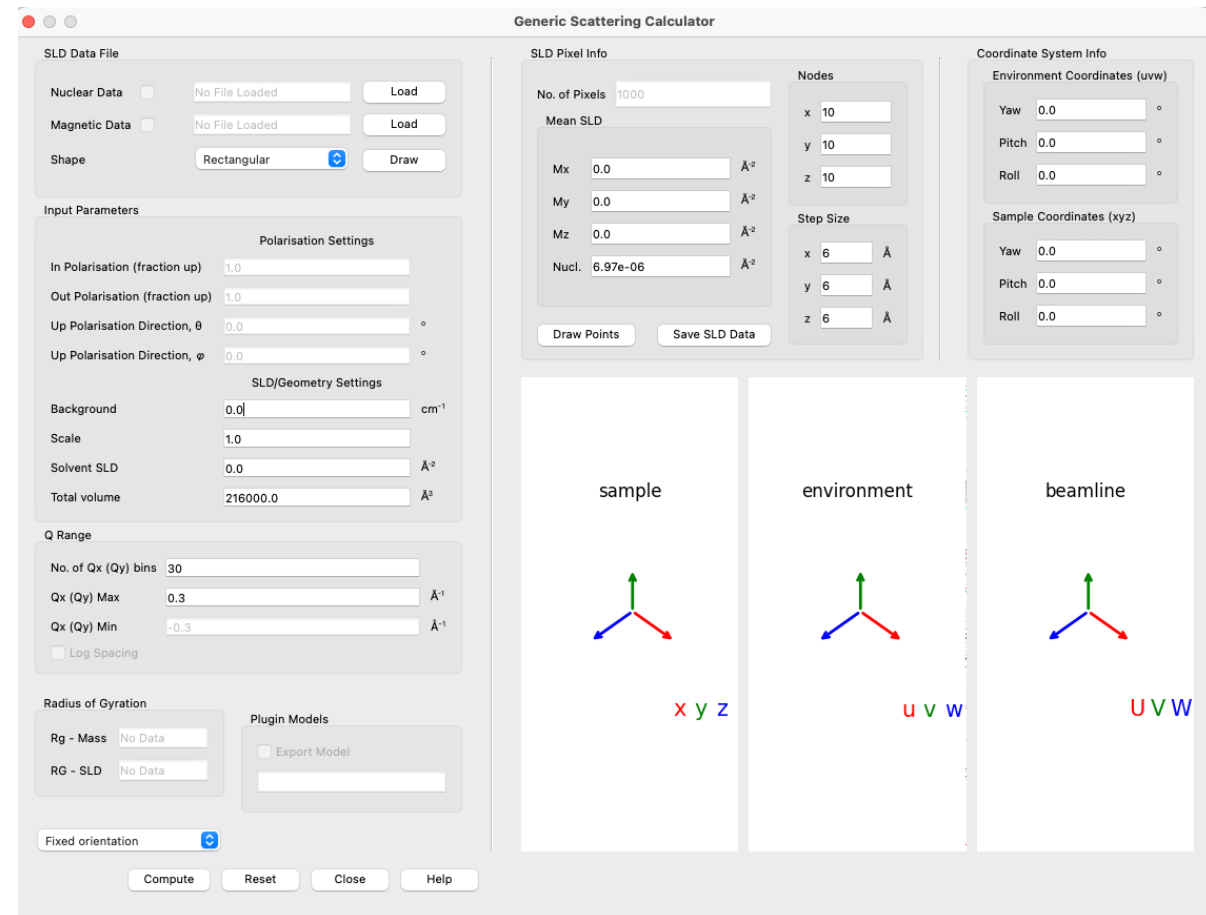 Generic Scattering Calculator
SLD Data File
Nuclear Data No File Loaded Load
Magnetic Data No File Loaded Load
Shape Rectangular Draw
Input Parameters
Polarisation Settings
In Polarisation (fraction up) 1.0
Out Polarisation (fraction up) 1.0
Up Polarisation Direction, θ 0.0 °
Up Polarisation Direction, φ 0.0 °
SLD/Geometry Settings
Background 0.0 cm⁻¹
Scale 1.0
Solvent SLD 0.0 Å⁻²
Total volume 216000.0 Å³
Q Range
No. of Qx (Qy) bins 30
Qx (Qy) Max 0.3 Å⁻¹
Qx (Qy) Min -0.3 Å⁻¹
Log Spacing
Radius of Gyration
Rg - Mass No Data
RG - SLD No Data
Plugin Models
Export Model
Fixed orientation
Compute Reset Close Help
SLD Pixel Info
No. of Pixels 1000
Mean SLD
Mx 0.0 Å⁻²
My 0.0 Å⁻²
Mz 0.0 Å⁻²
Nucl. 6.97e-06 Å⁻²
Draw Points Save SLD Data
Nodes
x 10
y 10
z 10
Step Size
x 6 Å
y 6 Å
z 6 Å
Coordinate System Info
Environment Coordinates (uvw)
Yaw 0.0 °
Pitch 0.0 °
Roll 0.0 °
Sample Coordinates (xyz)
Yaw 0.0 °
Pitch 0.0 °
Roll 0.0 °
sample
x y z
environment
u v w
beamline
U V W